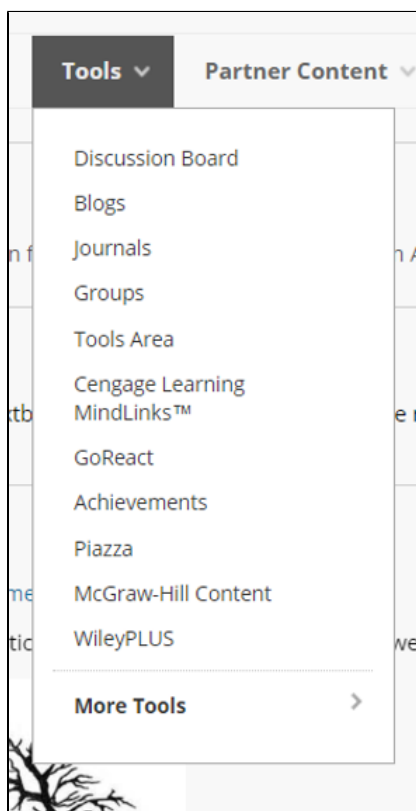 Tools Partner Content
Discussion Board
Blogs
Journals
Groups
Tools Area
Cengage Learning
MindLinks™
GoReact
Achievements
Piazza
McGraw-Hill Content
WileyPLUS
More Tools